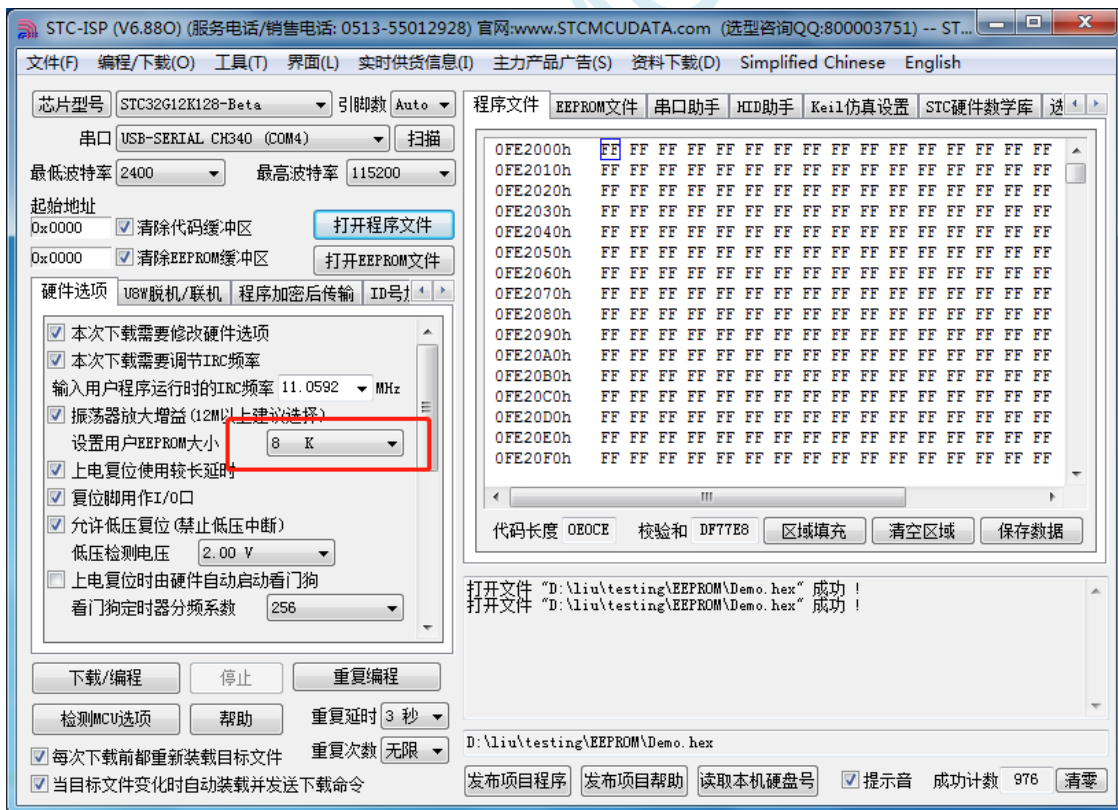 STC-ISP (V6.88O) (服务电话/销售电话: 0513-55012928) 官网:www.STCMCUDATA.com (选型咨询QQ:800003751) -- ST...
文件(F) 编程/下载(O) 工具(T) 界面(L) 实时供货信息(I) 主力产品广告(S) 资料下载(D) Simplified Chinese English
芯片型号 STC32G12K128-Beta 引脚数 Auto
串口 USB-SERIAL CH340 (COM4) 扫描
最低波特率 2400 最高波特率 115200
起始地址
0x0000 清除代码缓冲区 打开程序文件
0x0000 清除EEPROM缓冲区 打开EEPROM文件
硬件选项 U8W脱机/联机 程序加密后传输 ID号
本次下载需要修改硬件选项
本次下载需要调节IRC频率
输入用户程序运行时的IRC频率 11.0592 MHz
振荡器放大增益(12M以上建议选择)
设置用户EEPROM大小 8 K
上电复位使用较长延时
复位脚用作I/O口
允许低压复位(禁止低压中断)
低压检测电压 2.00 V
上电复位时由硬件自动启动看门狗
看门狗定时器分频系数 256
下载/编程 停止 重复编程
检测MCU选项 帮助 重复延时 3 秒
每次下载前都重新装载目标文件 重复次数 无限
当目标文件变化时自动装载并发送下载命令
程序文件 EEPROM文件 串口助手 HID助手 Keil仿真设置 STC硬件数学库 选
0FE2000h FF FF FF FF FF FF FF FF FF FF FF FF FF FF FF FF
0FE2010h FF FF FF FF FF FF FF FF FF FF FF FF FF FF FF FF
0FE2020h FF FF FF FF FF FF FF FF FF FF FF FF FF FF FF FF
0FE2030h FF FF FF FF FF FF FF FF FF FF FF FF FF FF FF FF
0FE2040h FF FF FF FF FF FF FF FF FF FF FF FF FF FF FF FF
0FE2050h FF FF FF FF FF FF FF FF FF FF FF FF FF FF FF FF
0FE2060h FF FF FF FF FF FF FF FF FF FF FF FF FF FF FF FF
0FE2070h FF FF FF FF FF FF FF FF FF FF FF FF FF FF FF FF
0FE2080h FF FF FF FF FF FF FF FF FF FF FF FF FF FF FF FF
0FE2090h FF FF FF FF FF FF FF FF FF FF FF FF FF FF FF FF
0FE20A0h FF FF FF FF FF FF FF FF FF FF FF FF FF FF FF FF
0FE20B0h FF FF FF FF FF FF FF FF FF FF FF FF FF FF FF FF
0FE20C0h FF FF FF FF FF FF FF FF FF FF FF FF FF FF FF FF
0FE20D0h FF FF FF FF FF FF FF FF FF FF FF FF FF FF FF FF
0FE20E0h FF FF FF FF FF FF FF FF FF FF FF FF FF FF FF FF
0FE20F0h FF FF FF FF FF FF FF FF FF FF FF FF FF FF FF FF
代码长度 0E0CE 校验和 DF77E8 区域填充 清空区域 保存数据
打开文件 "D:\liu\testing\EEPROM\Demo.hex" 成功 !
打开文件 "D:\liu\testing\EEPROM\Demo.hex" 成功 !
D:\liu\testing\EEPROM\Demo.hex
发布项目程序 发布项目帮助 读取本机硬盘号 提示音 成功计数 976 清零